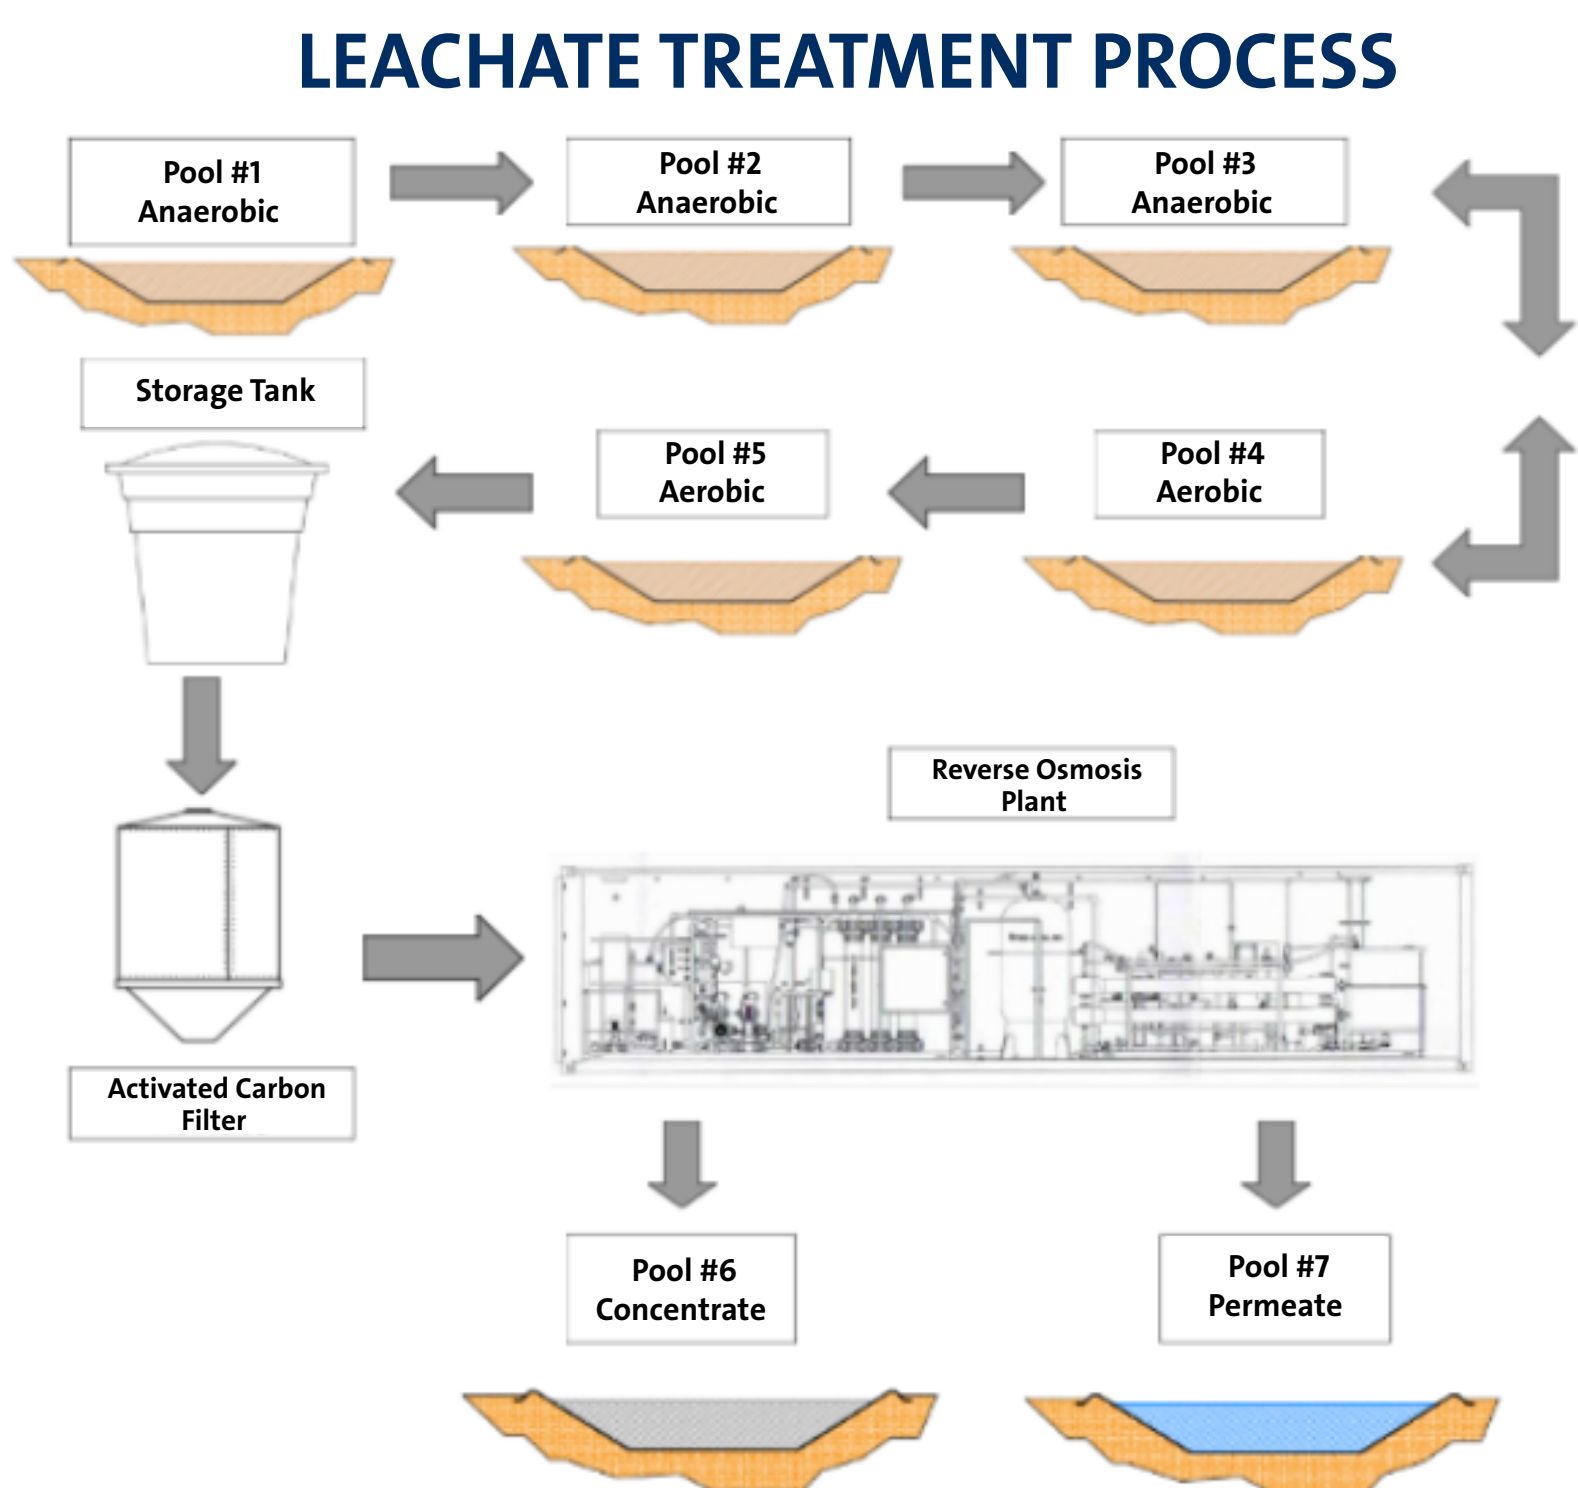 LEACHATE TREATMENT PROCESS
Pool #1
Anaerobic
Pool #2
Anaerobic
Pool #3
Anaerobic
Storage Tank
Pool #5
Aerobic
Pool #4
Aerobic
Reverse Osmosis
Plant
Activated Carbon
Filter
Pool #6
Concentrate
Pool #7
Permeate